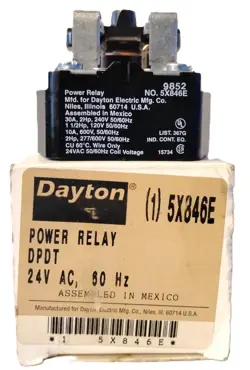 9852
Power Relay NO. 5X846E
Mfd. for Dayton Electric Mfg. Co.
Niles, Illinois 60714 U.S.A.
Assembled in Mexico
30A, 2Hp, 240V 50/60Hz
1 1/2Hp, 120V 50/60Hz
10A, 600V, 50/60Hz
2Hp, 277/600V 50/60Hz
LIST. 367G
IND. CONT. EQ.
CU 60°C. Wire Only
24VAC 50/60Hz Coil Voltage
15734
Dayton
(1) 5X846E
POWER RELAY
DPDT
24V AC, 60 Hz
ASSEMBLED IN MEXICO
Manufactured for Dayton Electric Mfg. Co., Niles, Ill. 60714 U.S.A.
* 1 5X846E *